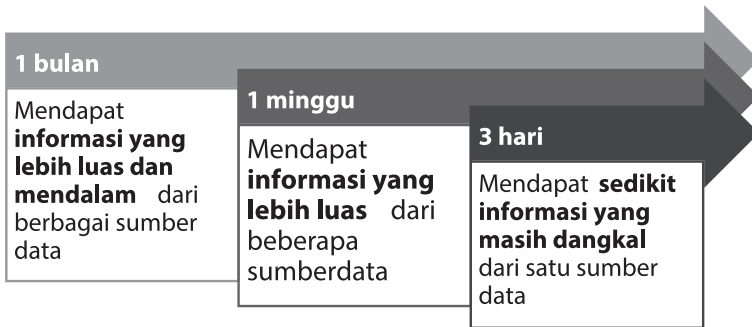 1 bulan
Mendapat
informasi yang
lebih luas dan
mendalam dari
berbagai sumber
data
1 minggu
Mendapat
informasi yang
lebih luas dari
beberapa
sumberdata
3 hari
Mendapat sedikit
informasi yang
masih dangkal
dari satu sumber
data